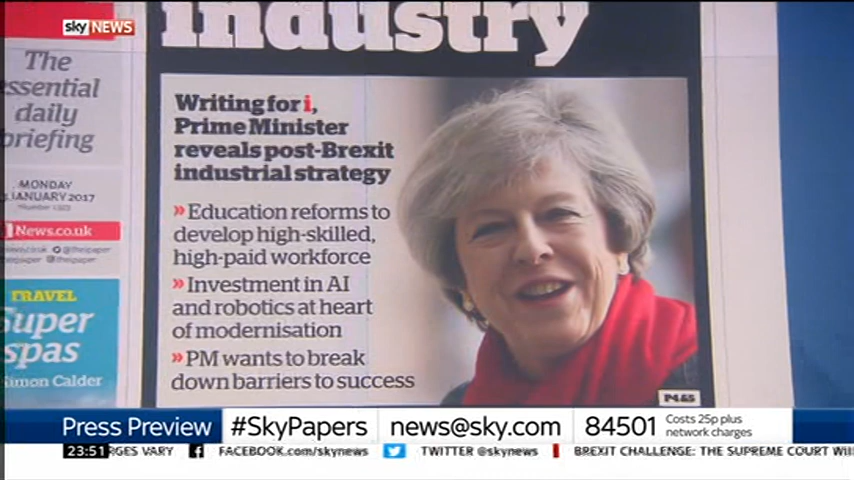 sky NEWS
industry
The
essential
daily
briefing
MONDAY
JANUARY 2017
iNews.co.uk
TRAVEL
Super
spas
Simon Calder
Writing for i,
Prime Minister
reveals post-Brexit
industrial strategy
» Education reforms to
develop high-skilled,
high-paid workforce
» Investment in AI
and robotics at heart
of modernisation
» PM wants to break
down barriers to success
P4&5
Press Preview #SkyPapers news@sky.com 84501 Costs 25p plus
network charges
23:51 RGES VARY FACEBOOK.com/skynews TWITTER @skynews BREXIT CHALLENGE: THE SUPREME COURT WILL